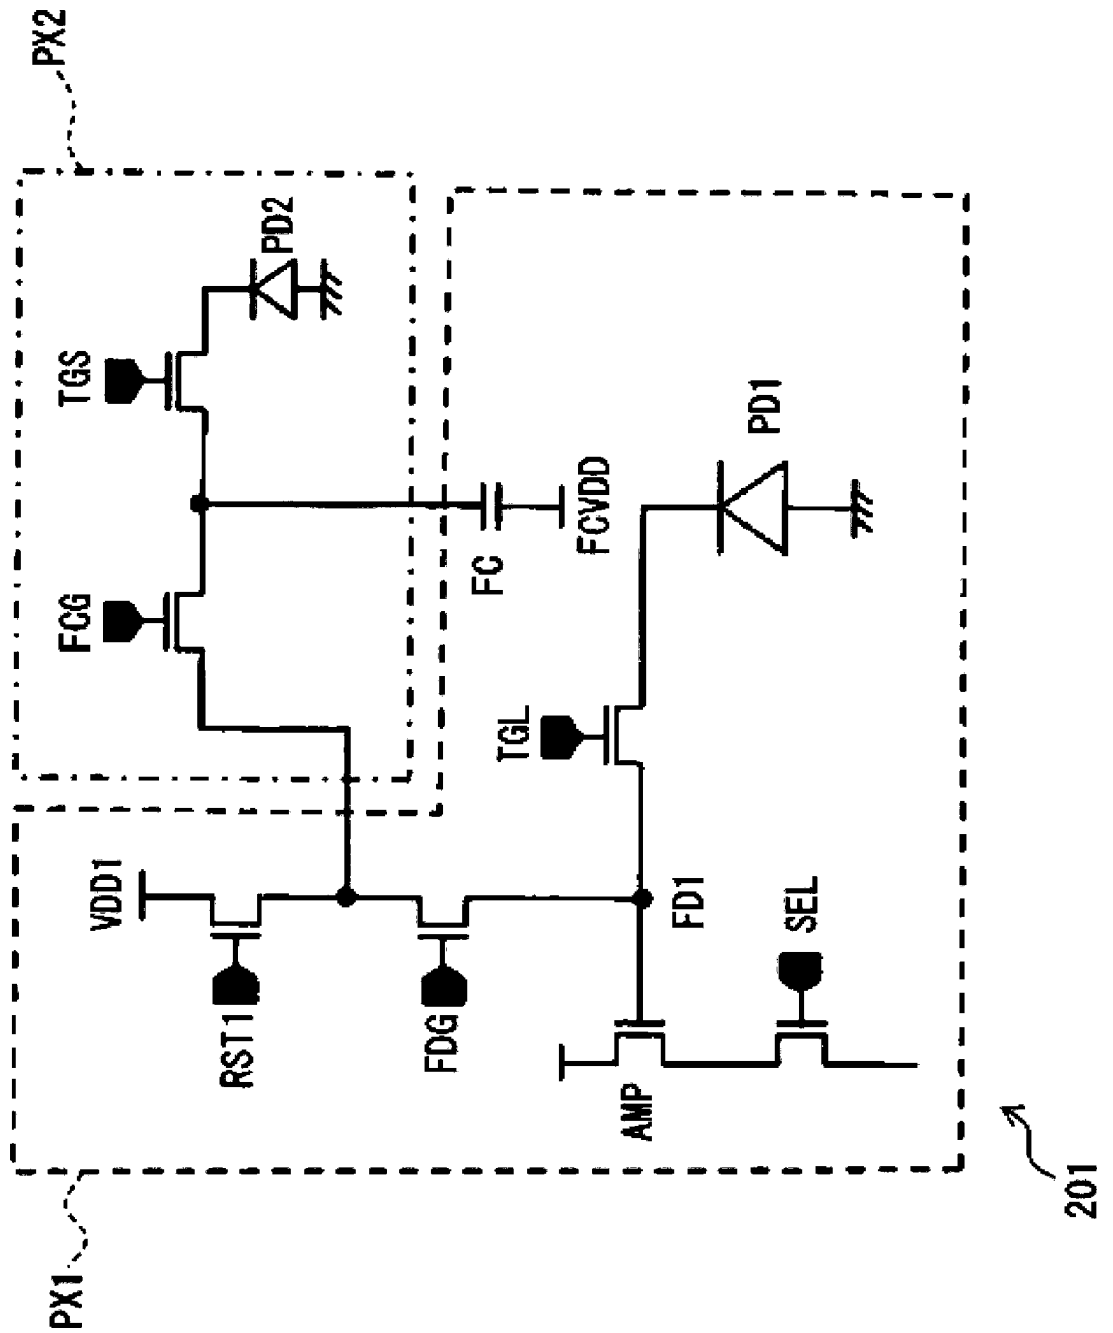 PX2
PD2
TGS
FCG
FC
FCVDD
PD1
TGL
VDD1
RST1
FDG
FD1
SEL
AMP
PX1
201